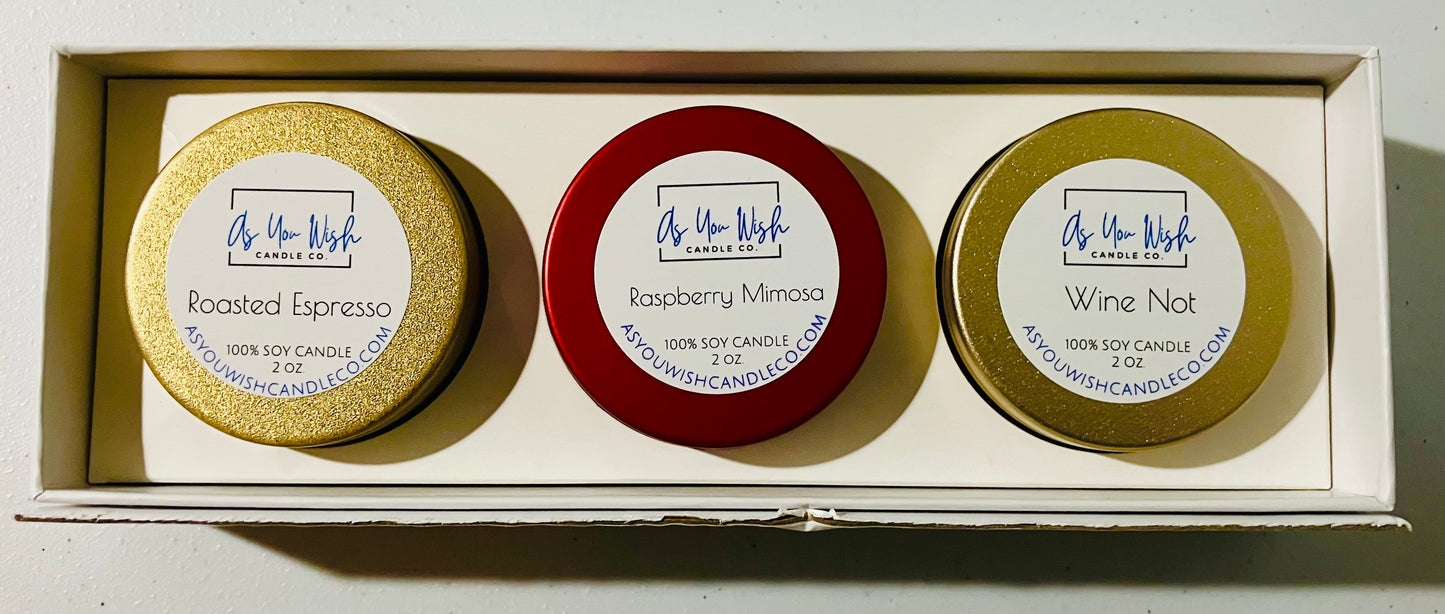 As You Wish
CANDLE CO.
Roasted Espresso
100% SOY CANDLE
2 OZ.
ASYOUWISHCANDLECO.COM
As You Wish
CANDLE CO.
Raspberry Mimosa
100% SOY CANDLE
2 OZ.
ASYOUWISHCANDLECO.COM
As You Wish
CANDLE CO.
Wine Not
100% SOY CANDLE
2 OZ.
ASYOUWISHCANDLECO.COM